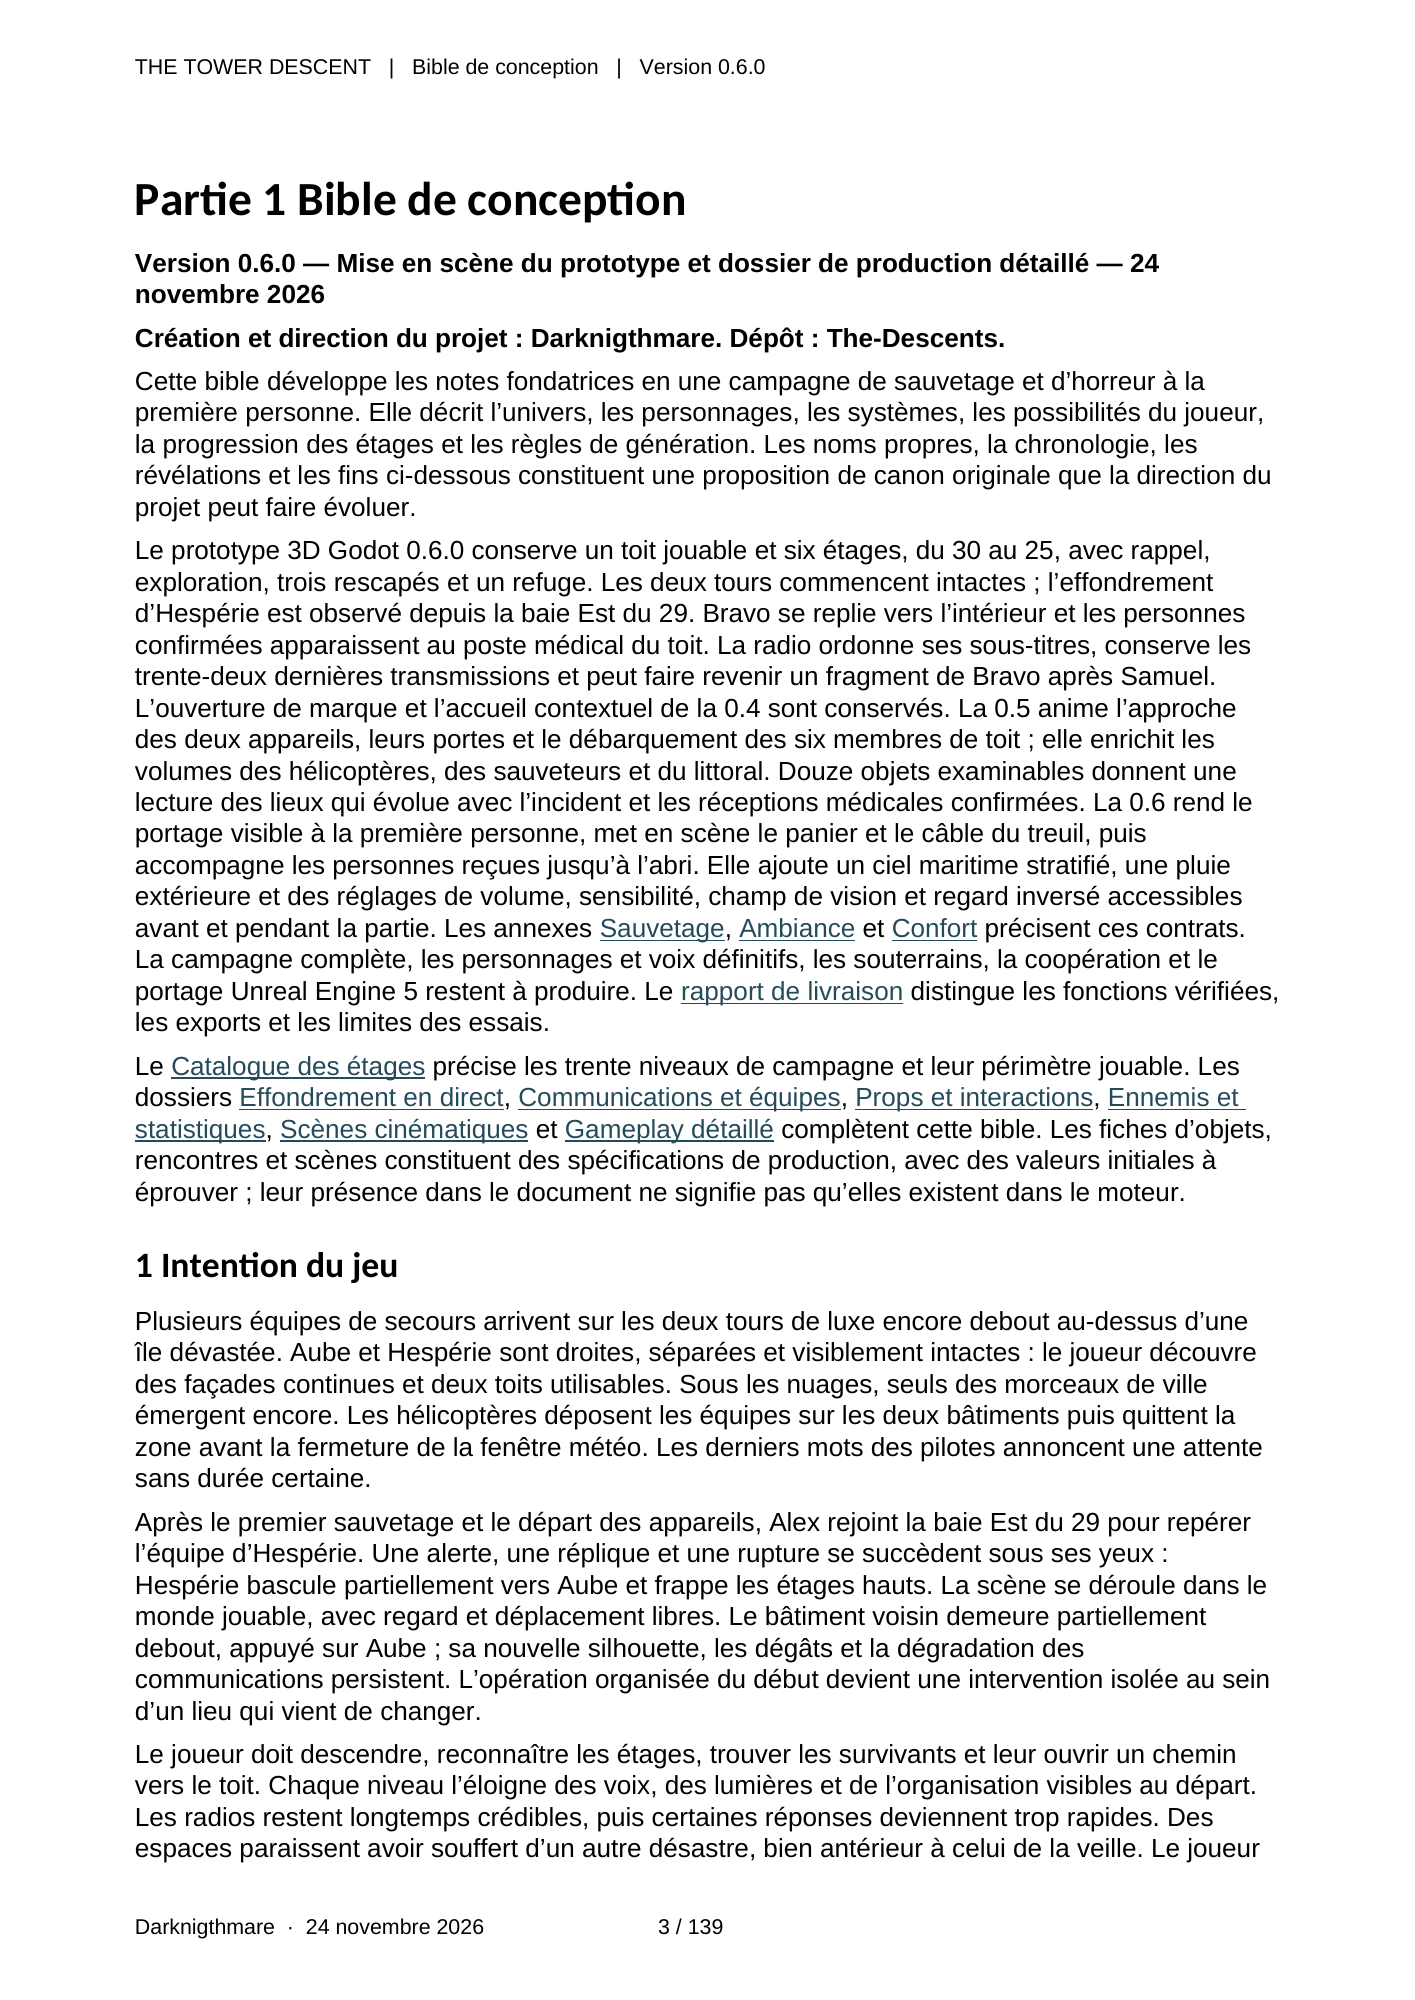 THE TOWER DESCENT | Bible de conception | Version 0.6.0
Partie 1 Bible de conception
Version 0.6.0 — Mise en scène du prototype et dossier de production détaillé — 24
novembre 2026
Création et direction du projet : Darknigthmare. Dépôt : The-Descents.
Cette bible développe les notes fondatrices en une campagne de sauvetage et d’horreur à la
première personne. Elle décrit l’univers, les personnages, les systèmes, les possibilités du joueur,
la progression des étages et les règles de génération. Les noms propres, la chronologie, les
révélations et les fins ci-dessous constituent une proposition de canon originale que la direction du
projet peut faire évoluer.
Le prototype 3D Godot 0.6.0 conserve un toit jouable et six étages, du 30 au 25, avec rappel,
exploration, trois rescapés et un refuge. Les deux tours commencent intactes ; l’effondrement
d’Hespérie est observé depuis la baie Est du 29. Bravo se replie vers l’intérieur et les personnes
confirmées apparaissent au poste médical du toit. La radio ordonne ses sous-titres, conserve les
trente-deux dernières transmissions et peut faire revenir un fragment de Bravo après Samuel.
L’ouverture de marque et l’accueil contextuel de la 0.4 sont conservés. La 0.5 anime l’approche
des deux appareils, leurs portes et le débarquement des six membres de toit ; elle enrichit les
volumes des hélicoptères, des sauveteurs et du littoral. Douze objets examinables donnent une
lecture des lieux qui évolue avec l’incident et les réceptions médicales confirmées. La 0.6 rend le
portage visible à la première personne, met en scène le panier et le câble du treuil, puis
accompagne les personnes reçues jusqu’à l’abri. Elle ajoute un ciel maritime stratifié, une pluie
extérieure et des réglages de volume, sensibilité, champ de vision et regard inversé accessibles
avant et pendant la partie. Les annexes Sauvetage, Ambiance et Confort précisent ces contrats.
La campagne complète, les personnages et voix définitifs, les souterrains, la coopération et le
portage Unreal Engine 5 restent à produire. Le rapport de livraison distingue les fonctions vérifiées,
les exports et les limites des essais.
Le Catalogue des étages précise les trente niveaux de campagne et leur périmètre jouable. Les
dossiers Effondrement en direct, Communications et équipes, Props et interactions, Ennemis et
statistiques, Scènes cinématiques et Gameplay détaillé complètent cette bible. Les fiches d’objets,
rencontres et scènes constituent des spécifications de production, avec des valeurs initiales à
éprouver ; leur présence dans le document ne signifie pas qu’elles existent dans le moteur.
1 Intention du jeu
Plusieurs équipes de secours arrivent sur les deux tours de luxe encore debout au-dessus d’une
île dévastée. Aube et Hespérie sont droites, séparées et visiblement intactes : le joueur découvre
des façades continues et deux toits utilisables. Sous les nuages, seuls des morceaux de ville
émergent encore. Les hélicoptères déposent les équipes sur les deux bâtiments puis quittent la
zone avant la fermeture de la fenêtre météo. Les derniers mots des pilotes annoncent une attente
sans durée certaine.
Après le premier sauvetage et le départ des appareils, Alex rejoint la baie Est du 29 pour repérer
l’équipe d’Hespérie. Une alerte, une réplique et une rupture se succèdent sous ses yeux :
Hespérie bascule partiellement vers Aube et frappe les étages hauts. La scène se déroule dans le
monde jouable, avec regard et déplacement libres. Le bâtiment voisin demeure partiellement
debout, appuyé sur Aube ; sa nouvelle silhouette, les dégâts et la dégradation des
communications persistent. L’opération organisée du début devient une intervention isolée au sein
d’un lieu qui vient de changer.
Le joueur doit descendre, reconnaître les étages, trouver les survivants et leur ouvrir un chemin
vers le toit. Chaque niveau l’éloigne des voix, des lumières et de l’organisation visibles au départ.
Les radios restent longtemps crédibles, puis certaines réponses deviennent trop rapides. Des
espaces paraissent avoir souffert d’un autre désastre, bien antérieur à celui de la veille. Le joueur
Darknigthmare · 24 novembre 2026 3 / 139